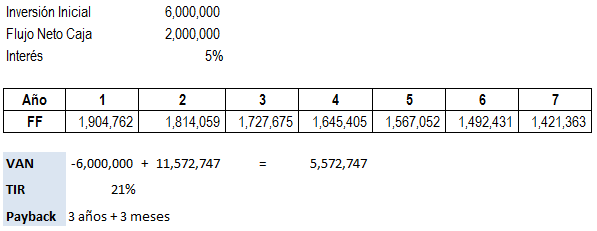 Inversión Inicial 6,000,000
Flujo Neto Caja 2,000,000
Interés 5%
Año 1 2 3 4 5 6 7
FF 1,904,762 1,814,059 1,727,675 1,645,405 1,567,052 1,492,431 1,421,363
VAN -6,000,000 + 11,572,747 = 5,572,747
TIR 21%
Payback 3 años + 3 meses